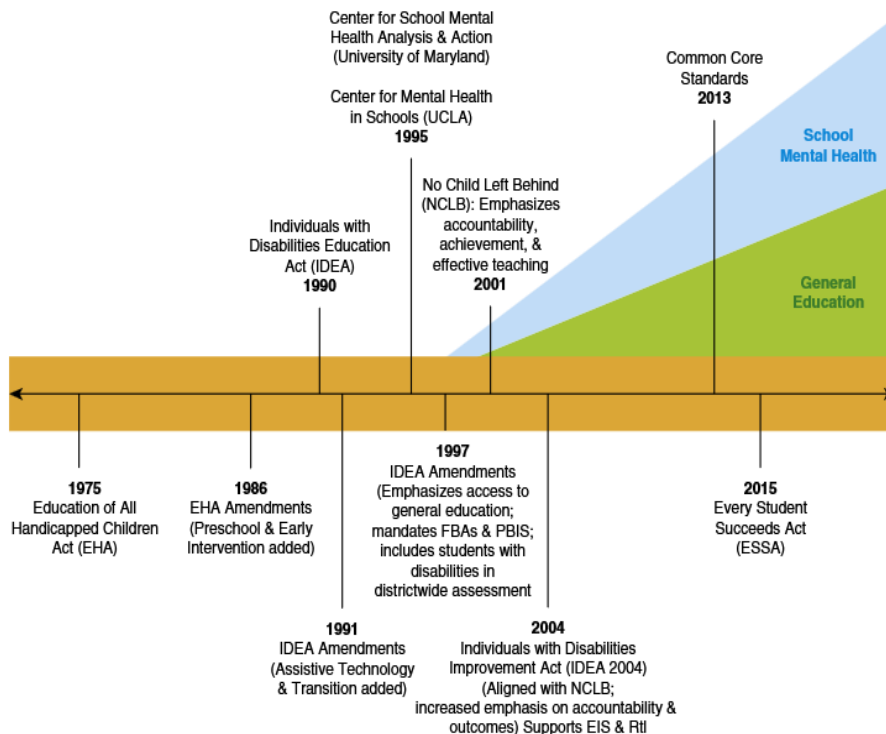 Center for School Mental
Health Analysis & Action
(University of Maryland)
Center for Mental Health
in Schools (UCLA)
1995
Common Core
Standards
2013
School
Mental Health
No Child Left Behind
(NCLB): Emphasizes
accountability,
achievement, &
effective teaching
2001
Individuals with
Disabilities Education
Act (IDEA)
1990
General
Education
1975
Education of All
Handicapped Children
Act (EHA)
1986
EHA Amendments
(Preschool & Early
Intervention added)
1997
IDEA Amendments
(Emphasizes access to
general education;
mandates FBAs & PBIS;
includes students with
disabilities in
districtwide assessment
2015
Every Student
Succeeds Act
(ESSA)
1991
IDEA Amendments
(Assistive Technology
& Transition added)
2004
Individuals with Disabilities
Improvement Act (IDEA 2004)
(Aligned with NCLB;
increased emphasis on accountability &
outcomes) Supports EIS & RtI